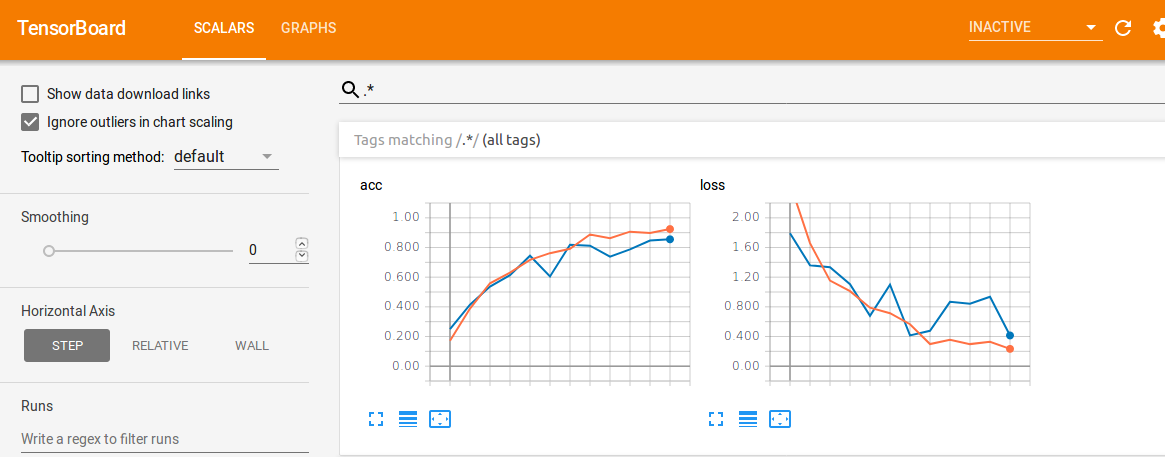 TensorBoard SCALARS GRAPHS INACTIVE
Show data download links
Ignore outliers in chart scaling
Tooltip sorting method: default
Smoothing
0
Horizontal Axis
STEP RELATIVE WALL
Runs
Write a regex to filter runs
.*
Tags matching /.*/ (all tags)
acc
1.00
0.800
0.600
0.400
0.200
0.00
loss
2.00
1.60
1.20
0.800
0.400
0.00